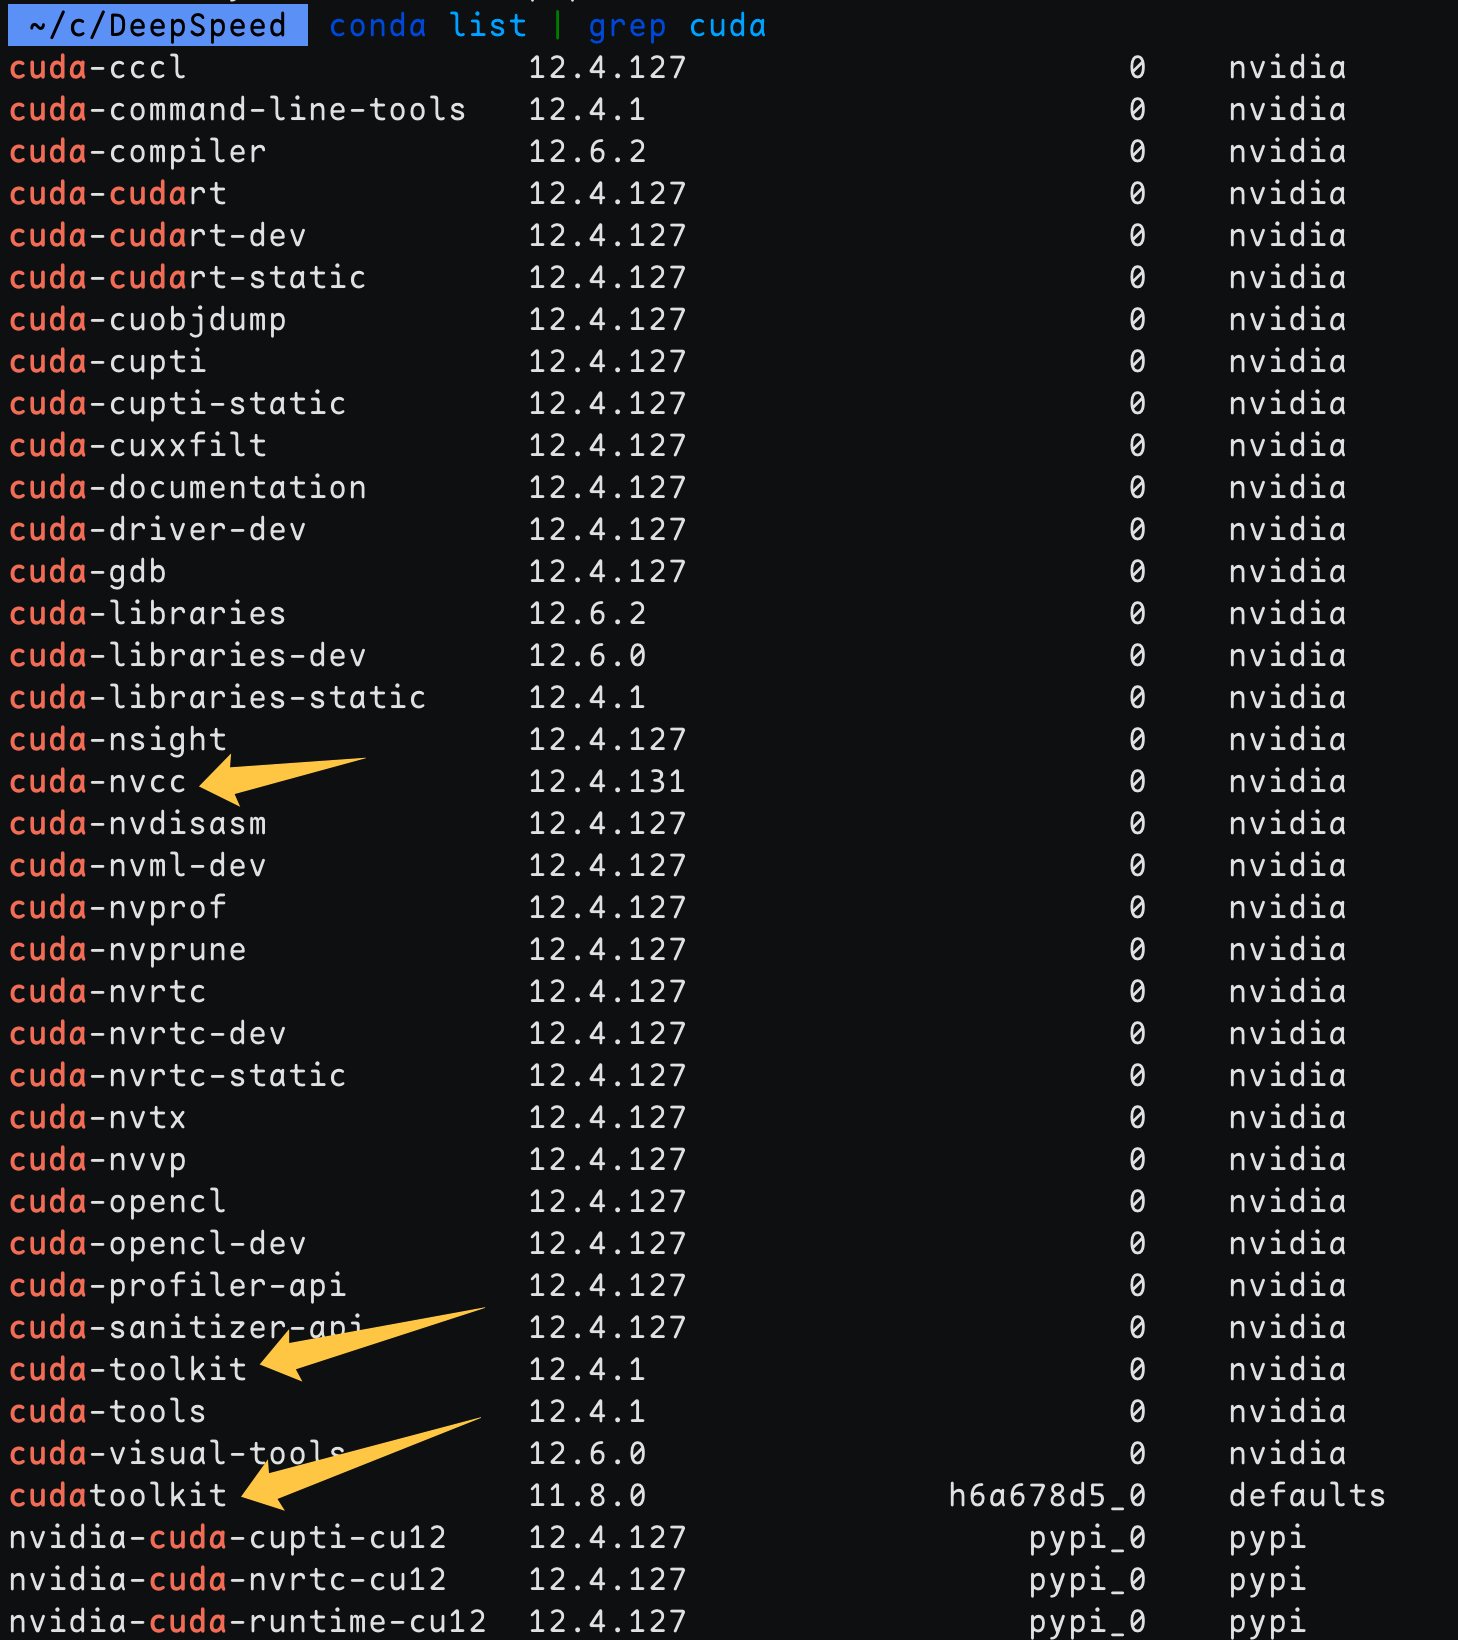 ~/c/DeepSpeed conda list | grep cuda
cuda-cccl 12.4.127 0 nvidia
cuda-command-line-tools 12.4.1 0 nvidia
cuda-compiler 12.6.2 0 nvidia
cuda-cudart 12.4.127 0 nvidia
cuda-cudart-dev 12.4.127 0 nvidia
cuda-cudart-static 12.4.127 0 nvidia
cuda-cuobjdump 12.4.127 0 nvidia
cuda-cupti 12.4.127 0 nvidia
cuda-cupti-static 12.4.127 0 nvidia
cuda-cuxxfilt 12.4.127 0 nvidia
cuda-documentation 12.4.127 0 nvidia
cuda-driver-dev 12.4.127 0 nvidia
cuda-gdb 12.4.127 0 nvidia
cuda-libraries 12.6.2 0 nvidia
cuda-libraries-dev 12.6.0 0 nvidia
cuda-libraries-static 12.4.1 0 nvidia
cuda-nsight 12.4.127 0 nvidia
cuda-nvcc 12.4.131 0 nvidia
cuda-nvdisasm 12.4.127 0 nvidia
cuda-nvml-dev 12.4.127 0 nvidia
cuda-nvprof 12.4.127 0 nvidia
cuda-nvprune 12.4.127 0 nvidia
cuda-nvrtc 12.4.127 0 nvidia
cuda-nvrtc-dev 12.4.127 0 nvidia
cuda-nvrtc-static 12.4.127 0 nvidia
cuda-nvtx 12.4.127 0 nvidia
cuda-nvvp 12.4.127 0 nvidia
cuda-opencl 12.4.127 0 nvidia
cuda-opencl-dev 12.4.127 0 nvidia
cuda-profiler-api 12.4.127 0 nvidia
cuda-sanitizer-api 12.4.127 0 nvidia
cuda-toolkit 12.4.1 0 nvidia
cuda-tools 12.4.1 0 nvidia
cuda-visual-tools 12.6.0 0 nvidia
cudatoolkit 11.8.0 h6a678d5_0 defaults
nvidia-cuda-cupti-cu12 12.4.127 pypi_0 pypi
nvidia-cuda-nvrtc-cu12 12.4.127 pypi_0 pypi
nvidia-cuda-runtime-cu12 12.4.127 pypi_0 pypi